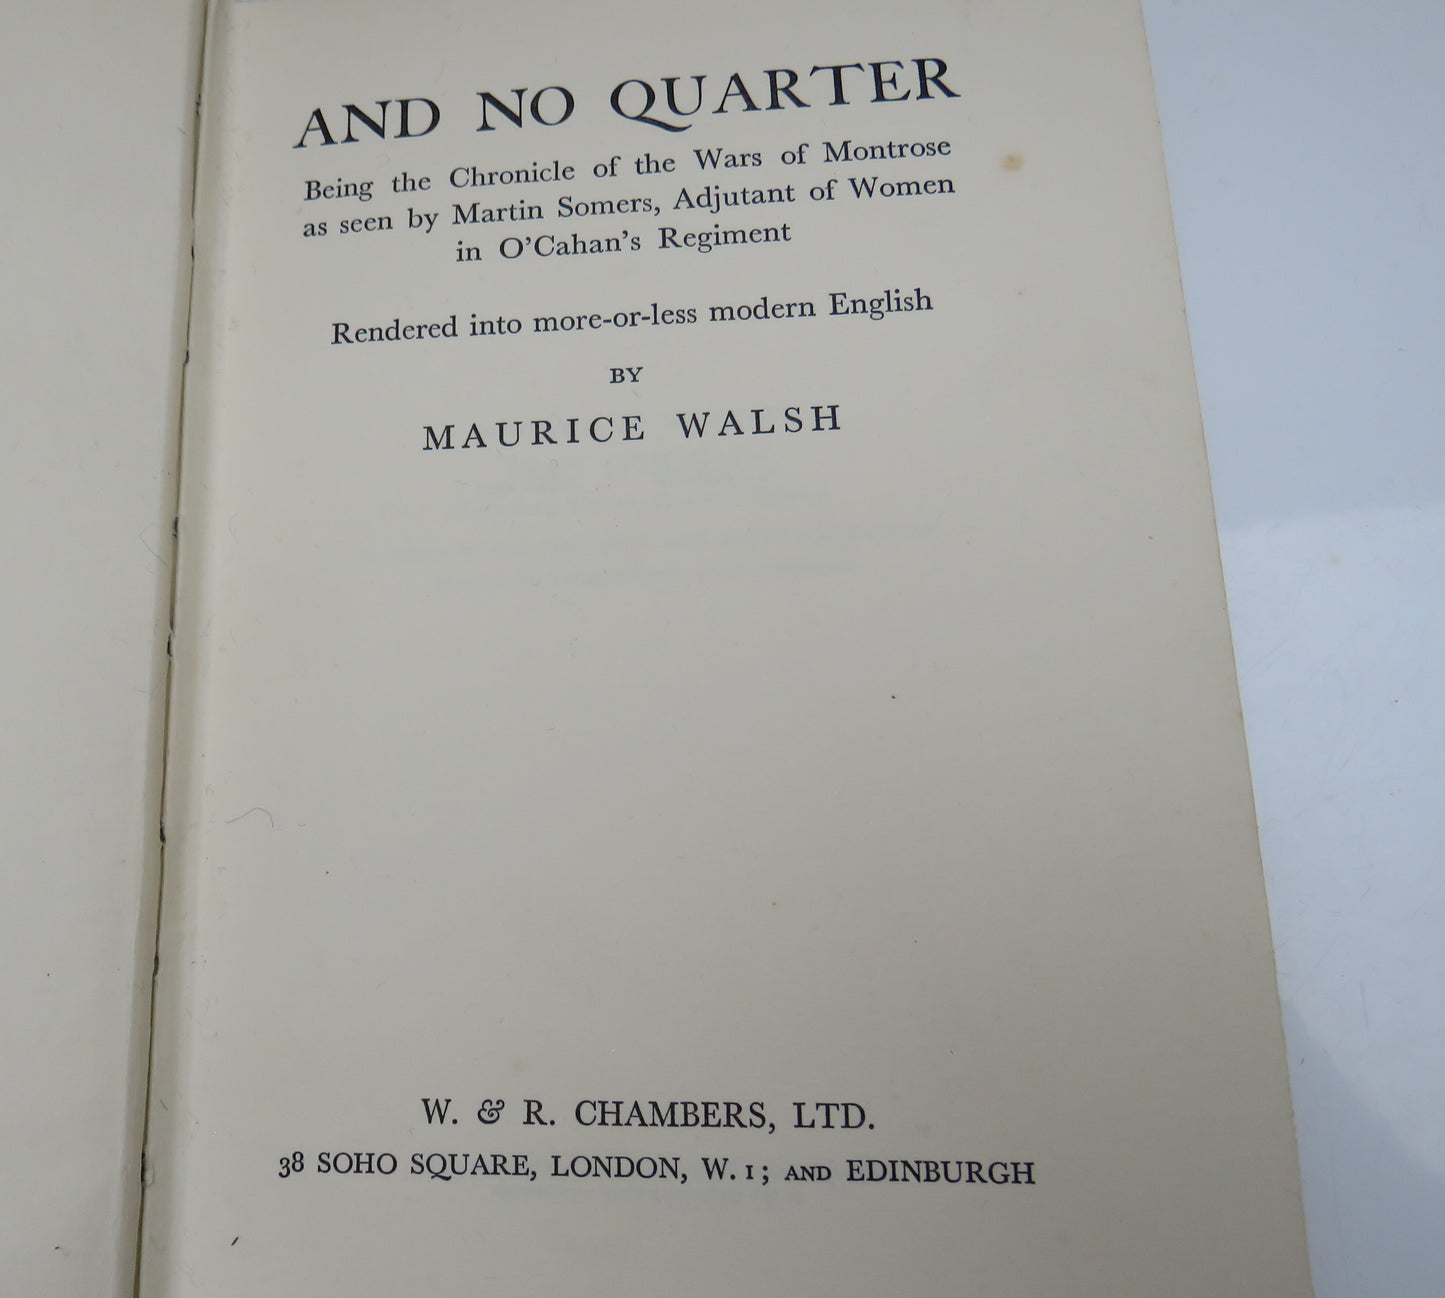 AND NO QUARTER
Being the Chronicle of the Wars of Montrose
as seen by Martin Somers, Adjutant of Women
in O'Cahan's Regiment
Rendered into more-or-less modern English
BY
MAURICE WALSH
W. & R. CHAMBERS, LTD.
38 SOHO SQUARE, LONDON, W. 1; AND EDINBURGH